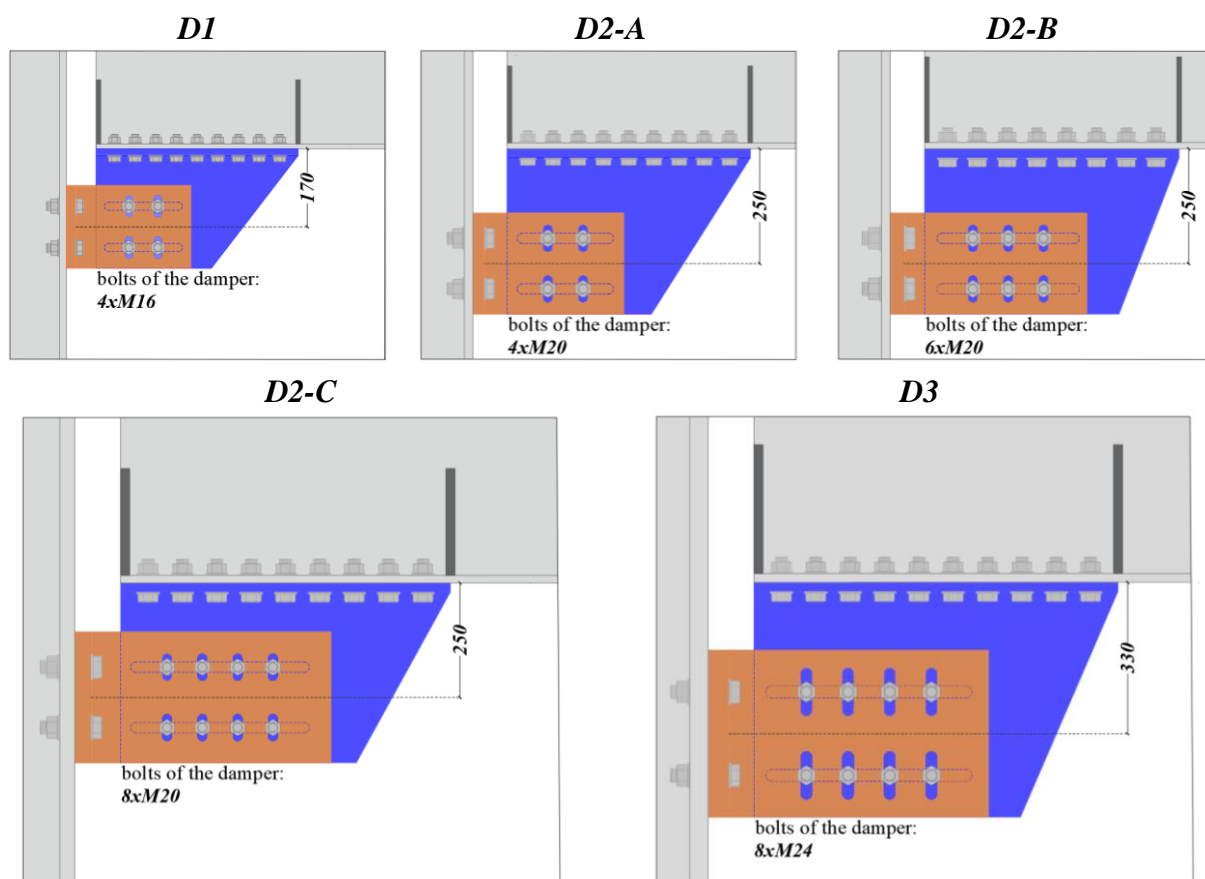 D1
D2-A
D2-B
170
bolts of the damper:
4xM16
250
bolts of the damper:
4xM20
250
bolts of the damper:
6xM20
D2-C
D3
250
bolts of the damper:
8xM20
330
bolts of the damper:
8xM24